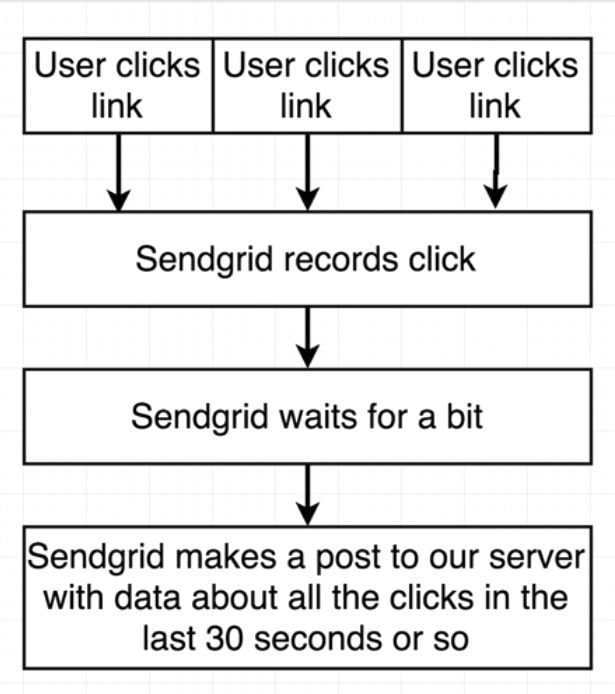 User clicks
link
User clicks
link
User clicks
link
Sendgrid records click
Sendgrid waits for a bit
Sendgrid makes a post to our server
with data about all the clicks in the
last 30 seconds or so